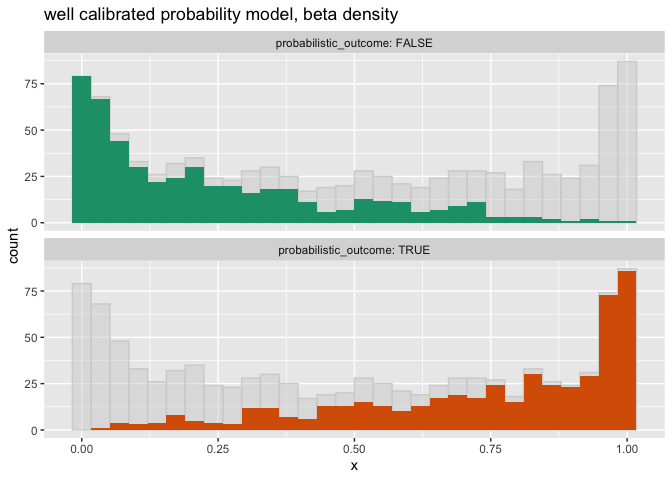 well calibrated probability model, beta density
probabilistic_outcome: FALSE
75
50
25
0
probabilistic_outcome: TRUE
75
50
25
0
count
0.00 0.25 0.50 0.75 1.00
x